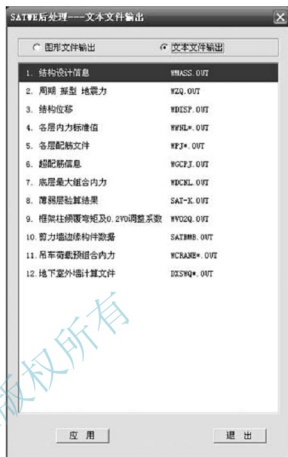 SATWE后处理---文本文件输出
图形文件输出 文本文件输出
1. 结构设计信息 WMASS.OUT
2. 周期 振型 地震力 WZQ.OUT
3. 结构位移 WDISP.OUT
4. 各层内力标准值 WWNL*.OUT
5. 各层配筋文件 WPJ*.OUT
6. 超配筋信息 WGCPJ.OUT
7. 底层最大组合内力 WDCNL.OUT
8. 薄弱层验算结果 SAT-K.OUT
9. 框架柱倾覆弯矩及0.2V0调整系数 WV02Q.OUT
10. 剪力墙边缘构件数据 SATBMB.OUT
11. 吊车荷载预组合内力 WCRANE*.OUT
12. 地下室外墙计算文件 DXSWQ*.OUT
版权所有
应 用 退 出